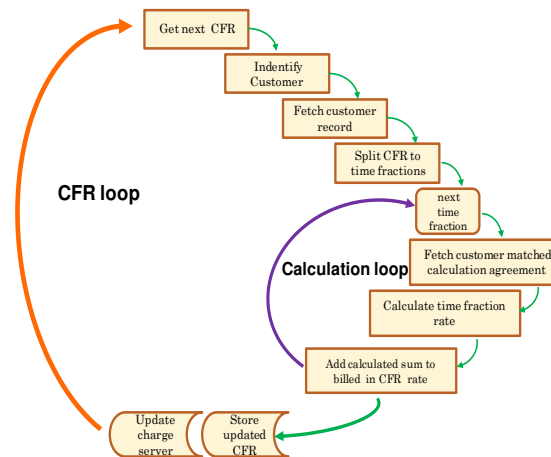 Get next CFR
Indentify
Customer
Fetch customer
record
Split CFR to
time fractions
next
time
fraction
CFR loop
Calculation loop
Fetch customer matched
calculation agreement
Calculate time fraction
rate
Add calculated sum to
billed in CFR rate
Update
charge
server
Store
updated
CFR